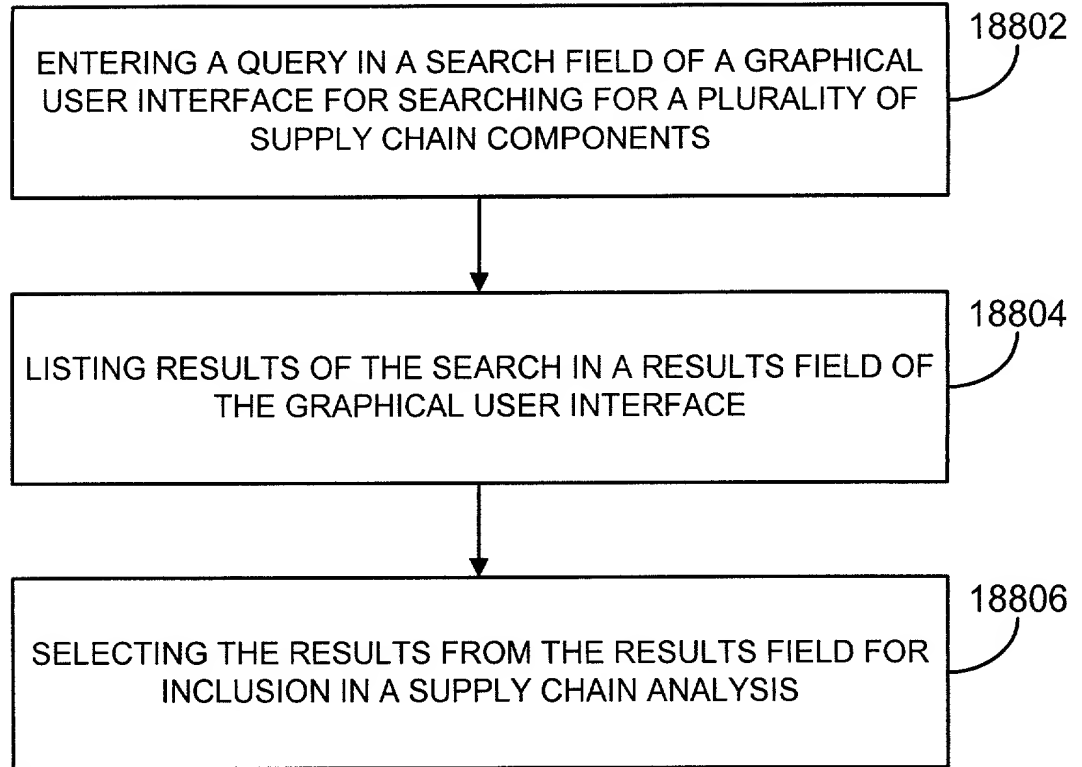 18802
ENTERING A QUERY IN A SEARCH FIELD OF A GRAPHICAL
USER INTERFACE FOR SEARCHING FOR A PLURALITY OF
SUPPLY CHAIN COMPONENTS
18804
LISTING RESULTS OF THE SEARCH IN A RESULTS FIELD OF
THE GRAPHICAL USER INTERFACE
18806
SELECTING THE RESULTS FROM THE RESULTS FIELD FOR
INCLUSION IN A SUPPLY CHAIN ANALYSIS